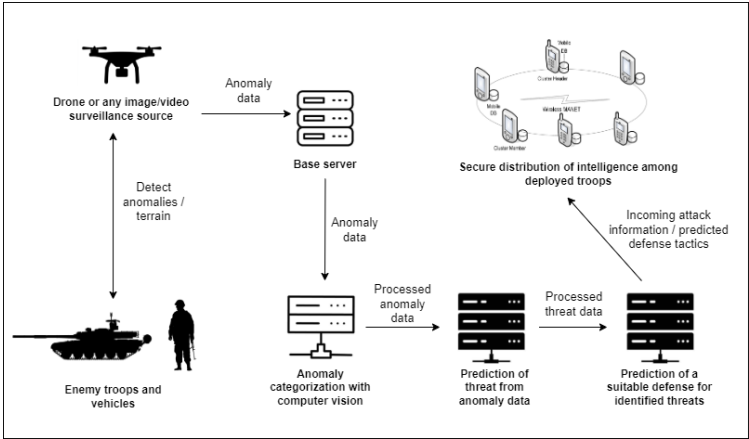 Drone or any image/video
surveillance source
Anomaly
data
Base server
Mobile
DB
Cluster Header
Wireless MANET
Cluster Member
Secure distribution of intelligence among
deployed troops
Detect
anomalies /
terrain
Anomaly
data
Incoming attack
information / predicted
defense tactics
Enemy troops and
vehicles
Anomaly
categorization with
computer vision
Processed
anomaly
data
Prediction of
threat from
anomaly data
Processed
threat data
Prediction of a
suitable defense for
identified threats